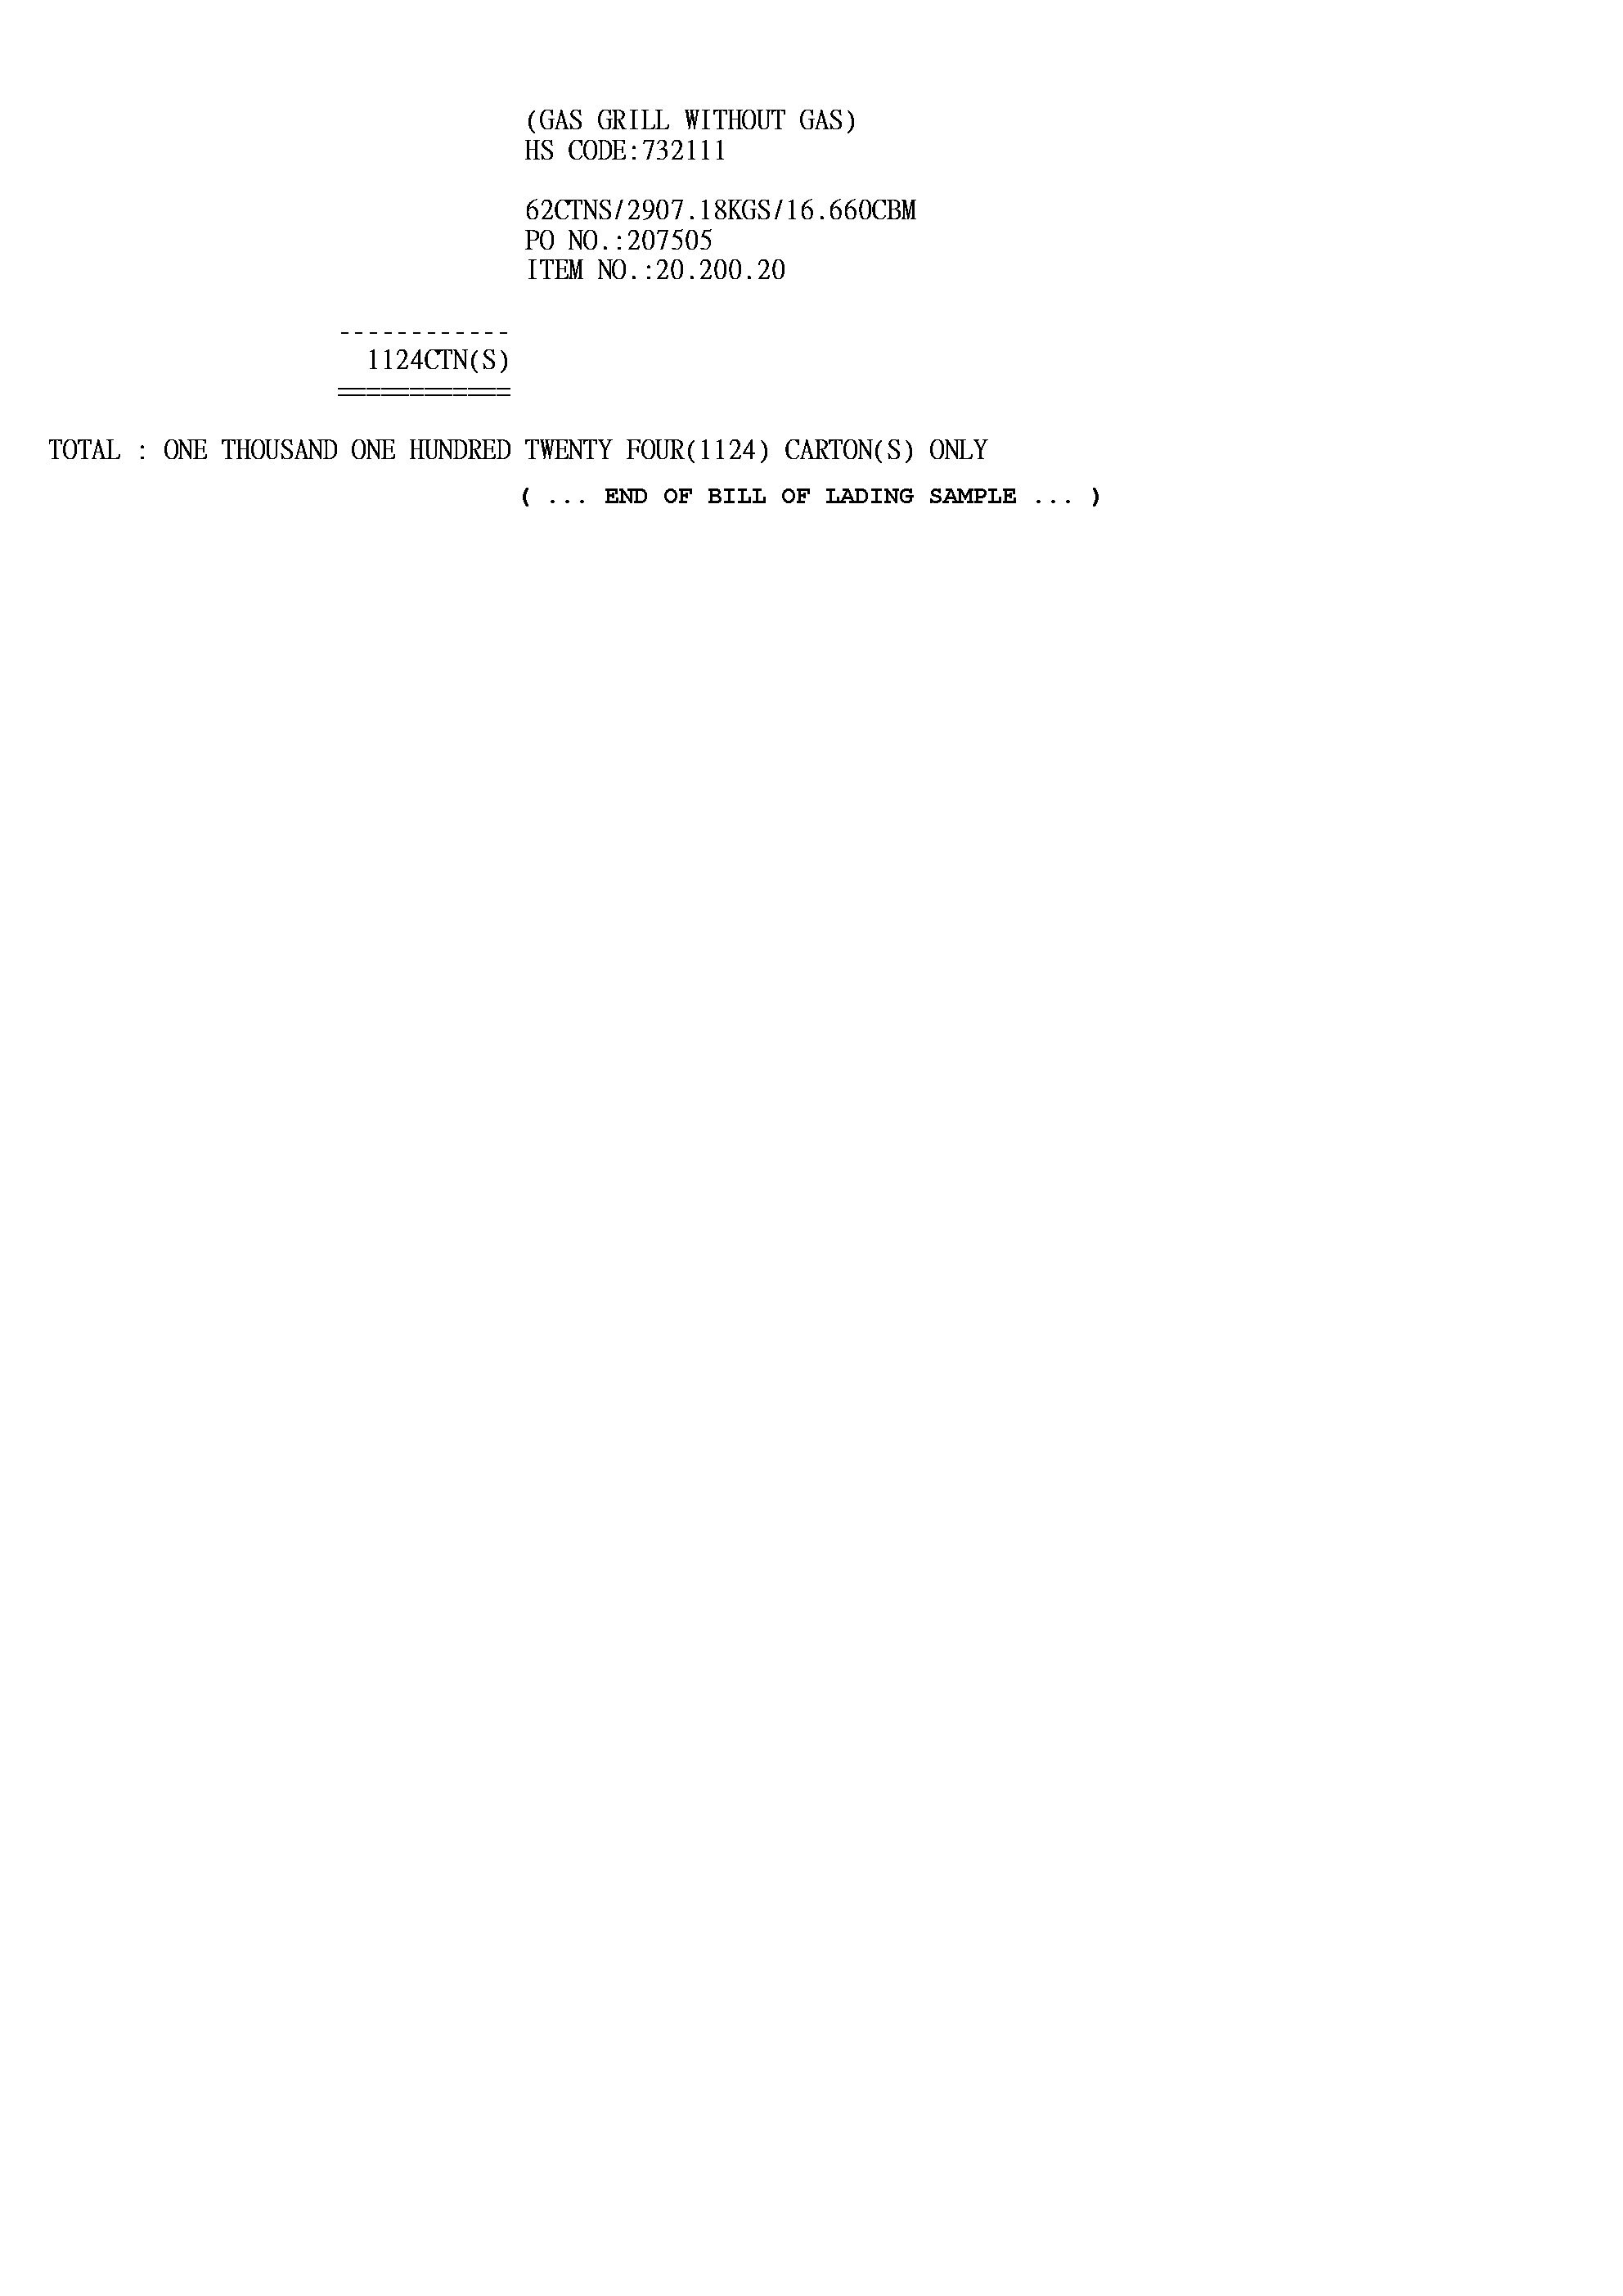 (GAS GRILL WITHOUT GAS)
HS CODE:732111
62CTNS/2907.18KGS/16.660CBM
PO NO.:207505
ITEM NO.:20.200.20
------------
1124CTN(S)
============
TOTAL : ONE THOUSAND ONE HUNDRED TWENTY FOUR(1124) CARTON(S) ONLY
( ... END OF BILL OF LADING SAMPLE ... )